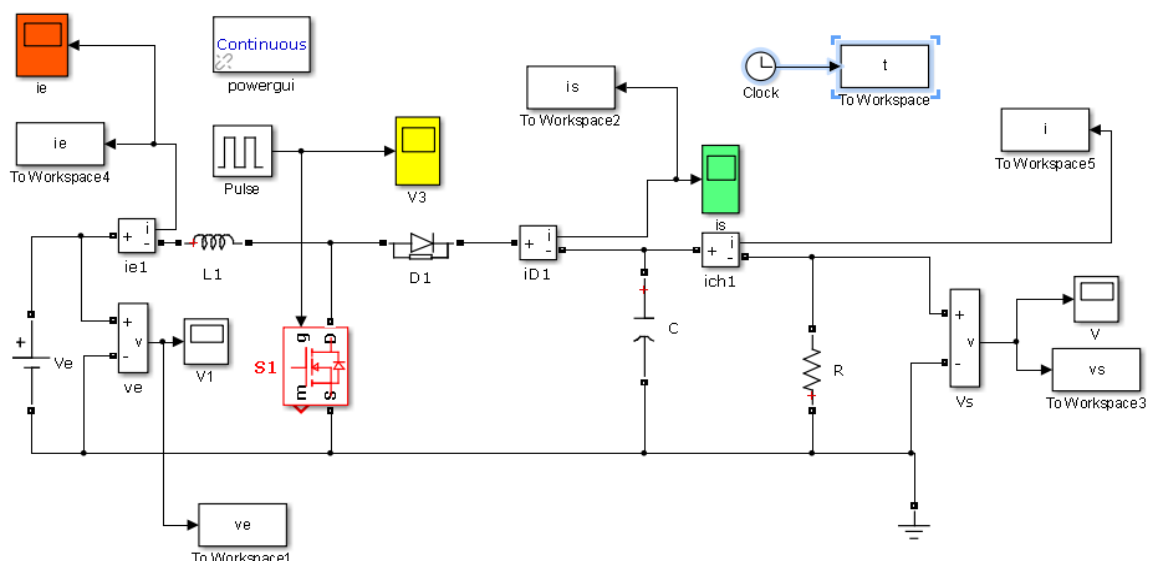 ie
Continuous
powergui
ie
To Workspace4
Pulse
V3
is
To Workspace2
Clock
t
To Workspace
i
To Workspace5
is
+ i -
ie1
L1
D1
+ i -
iD1
+ i -
ich1
+
Ve
+ v -
ve
V1
S1
g D
m S
C
R
+ v -
Vs
V
vs
To Workspace3
ve
To Workspace1